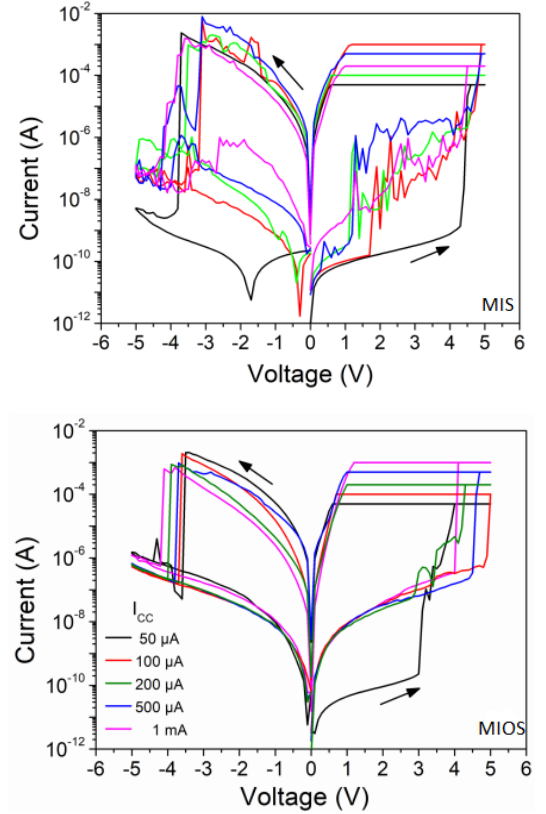 10⁻²
10⁻⁴
10⁻⁶
10⁻⁸
10⁻¹⁰
10⁻¹²
Current (A)
MIS
-6 -5 -4 -3 -2 -1 0 1 2 3 4 5 6
Voltage (V)
10⁻²
10⁻⁴
10⁻⁶
10⁻⁸
10⁻¹⁰
10⁻¹²
Current (A)
I_CC
50 µA
100 µA
200 µA
500 µA
1 mA
MIOS
-6 -5 -4 -3 -2 -1 0 1 2 3 4 5 6
Voltage (V)